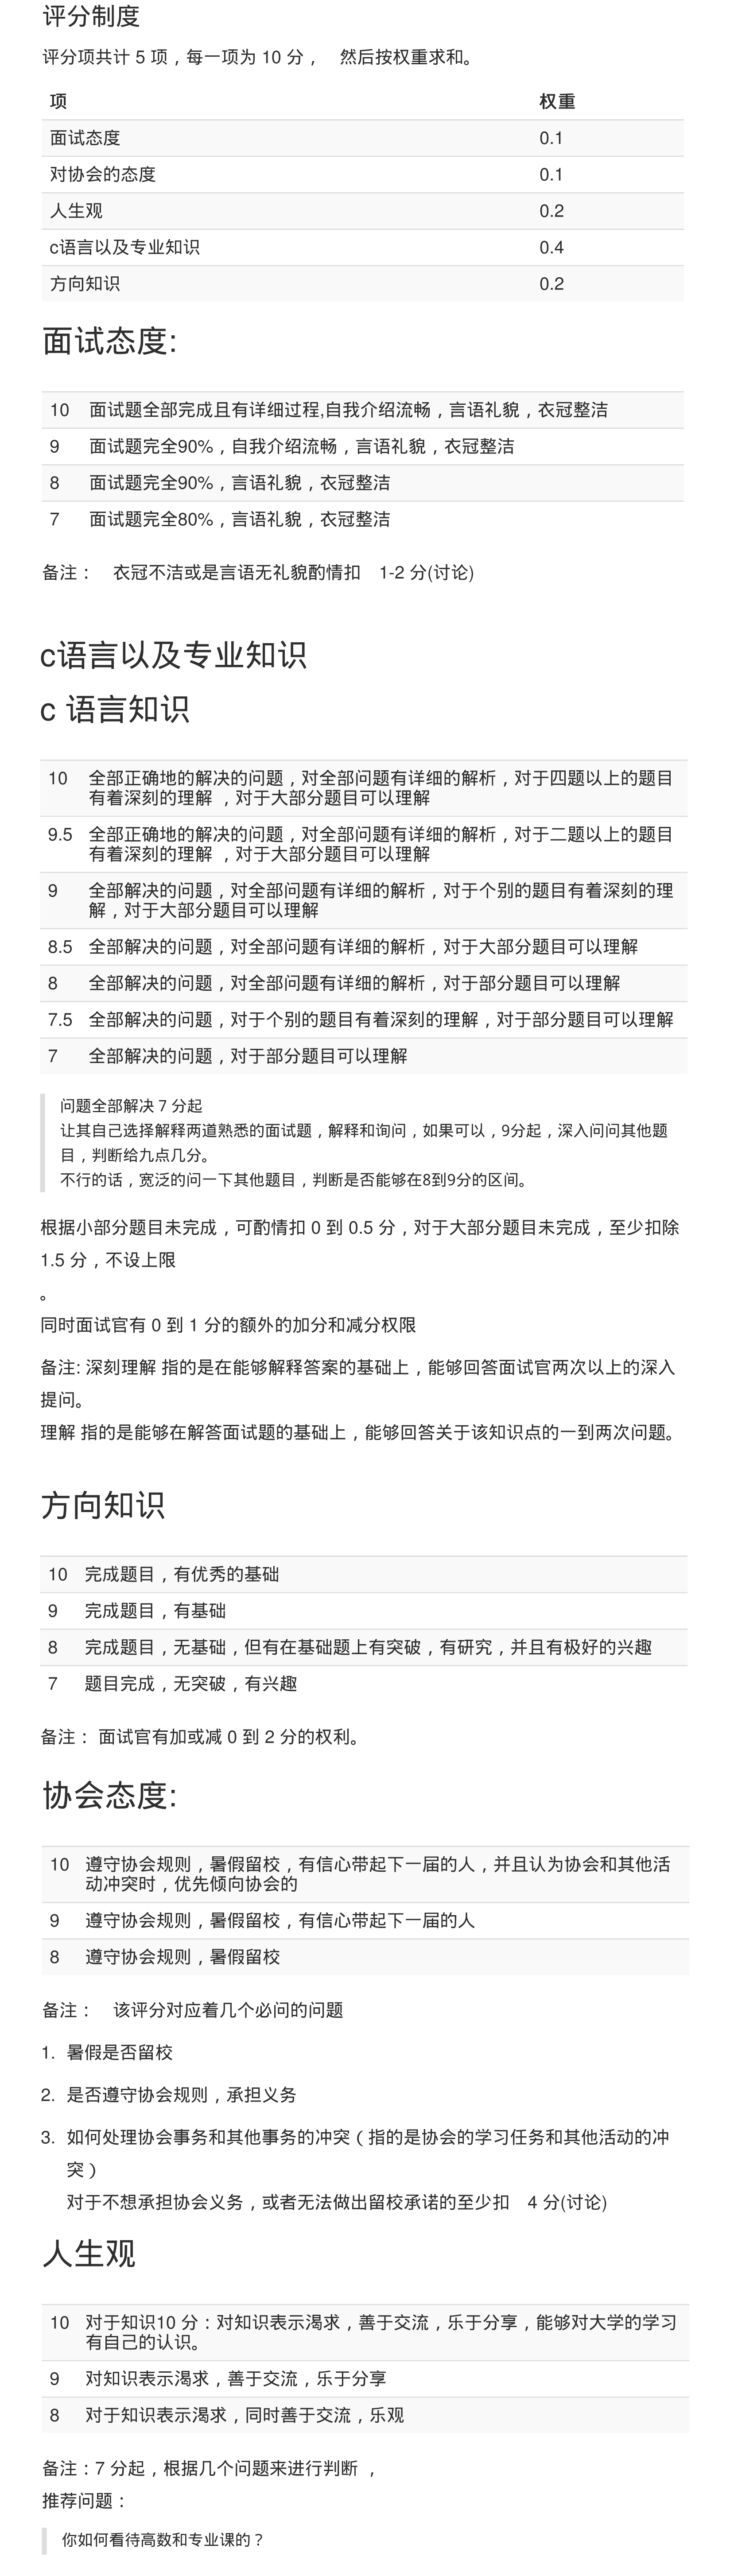 评分制度
评分项共计 5 项，每一项为 10 分， 然后按权重求和。
项 权重
面试态度 0.1
对协会的态度 0.1
人生观 0.2
c语言以及专业知识 0.4
方向知识 0.2
面试态度:
10 面试题全部完成且有详细过程,自我介绍流畅，言语礼貌，衣冠整洁
9 面试题完全90%，自我介绍流畅，言语礼貌，衣冠整洁
8 面试题完全90%，言语礼貌，衣冠整洁
7 面试题完全80%，言语礼貌，衣冠整洁
备注： 衣冠不洁或是言语无礼貌酌情扣 1-2 分(讨论)
c语言以及专业知识
c 语言知识
10 全部正确地的解决的问题，对全部问题有详细的解析，对于四题以上的题目
有着深刻的理解 ，对于大部分题目可以理解
9.5 全部正确地的解决的问题，对全部问题有详细的解析，对于二题以上的题目
有着深刻的理解 ，对于大部分题目可以理解
9 全部解决的问题，对全部问题有详细的解析，对于个别的题目有着深刻的理
解，对于大部分题目可以理解
8.5 全部解决的问题，对全部问题有详细的解析，对于大部分题目可以理解
8 全部解决的问题，对全部问题有详细的解析，对于部分题目可以理解
7.5 全部解决的问题，对于个别的题目有着深刻的理解，对于部分题目可以理解
7 全部解决的问题，对于部分题目可以理解
问题全部解决 7 分起
让其自己选择解释两道熟悉的面试题，解释和询问，如果可以，9分起，深入问问其他题
目，判断给九点几分。
不行的话，宽泛的问一下其他题目，判断是否能够在8到9分的区间。
根据小部分题目未完成，可酌情扣 0 到 0.5 分，对于大部分题目未完成，至少扣除
1.5 分，不设上限
。
同时面试官有 0 到 1 分的额外的加分和减分权限
备注: 深刻理解 指的是在能够解释答案的基础上，能够回答面试官两次以上的深入
提问。
理解 指的是能够在解答面试题的基础上，能够回答关于该知识点的一到两次问题。
方向知识
10 完成题目，有优秀的基础
9 完成题目，有基础
8 完成题目，无基础，但有在基础题上有突破，有研究，并且有极好的兴趣
7 题目完成，无突破，有兴趣
备注： 面试官有加或减 0 到 2 分的权利。
协会态度:
10 遵守协会规则，暑假留校，有信心带起下一届的人，并且认为协会和其他活
动冲突时，优先倾向协会的
9 遵守协会规则，暑假留校，有信心带起下一届的人
8 遵守协会规则，暑假留校
备注： 该评分对应着几个必问的问题
1. 暑假是否留校
2. 是否遵守协会规则，承担义务
3. 如何处理协会事务和其他事务的冲突（指的是协会的学习任务和其他活动的冲
突）
对于不想承担协会义务，或者无法做出留校承诺的至少扣 4 分(讨论)
人生观
10 对于知识10 分：对知识表示渴求，善于交流，乐于分享，能够对大学的学习
有自己的认识。
9 对知识表示渴求，善于交流，乐于分享
8 对于知识表示渴求，同时善于交流，乐观
备注：7 分起，根据几个问题来进行判断 ，
推荐问题：
你如何看待高数和专业课的？